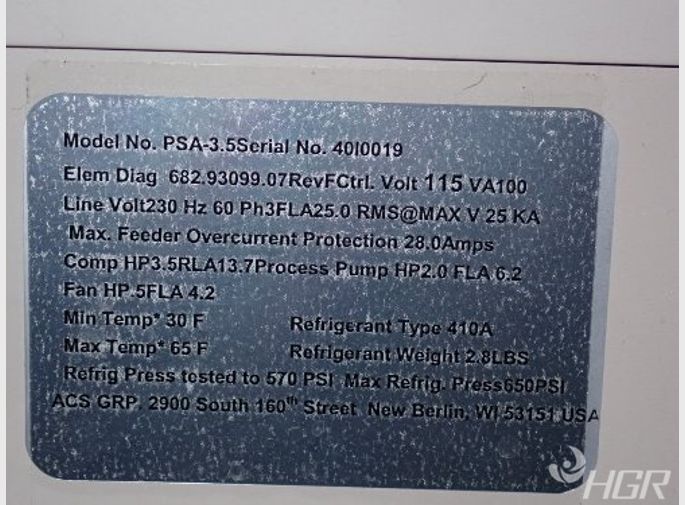 Model No. PSA-3.5Serial No. 40I0019
Elem Diag 682.93099.07RevFCtrl. Volt 115 VA100
Line Volt230 Hz 60 Ph3FLA25.0 RMS@MAX V 25 KA
Max. Feeder Overcurrent Protection 28.0Amps
Comp HP3.5RLA13.7Process Pump HP2.0 FLA 6.2
Fan HP.5FLA 4.2
Min Temp* 30 F Refrigerant Type 410A
Max Temp* 65 F Refrigerant Weight 2.8LBS
Refrig Press tested to 570 PSI Max Refrig. Press650PSI
ACS GRP. 2900 South 160th Street New Berlin, WI 53151 USA
HGR